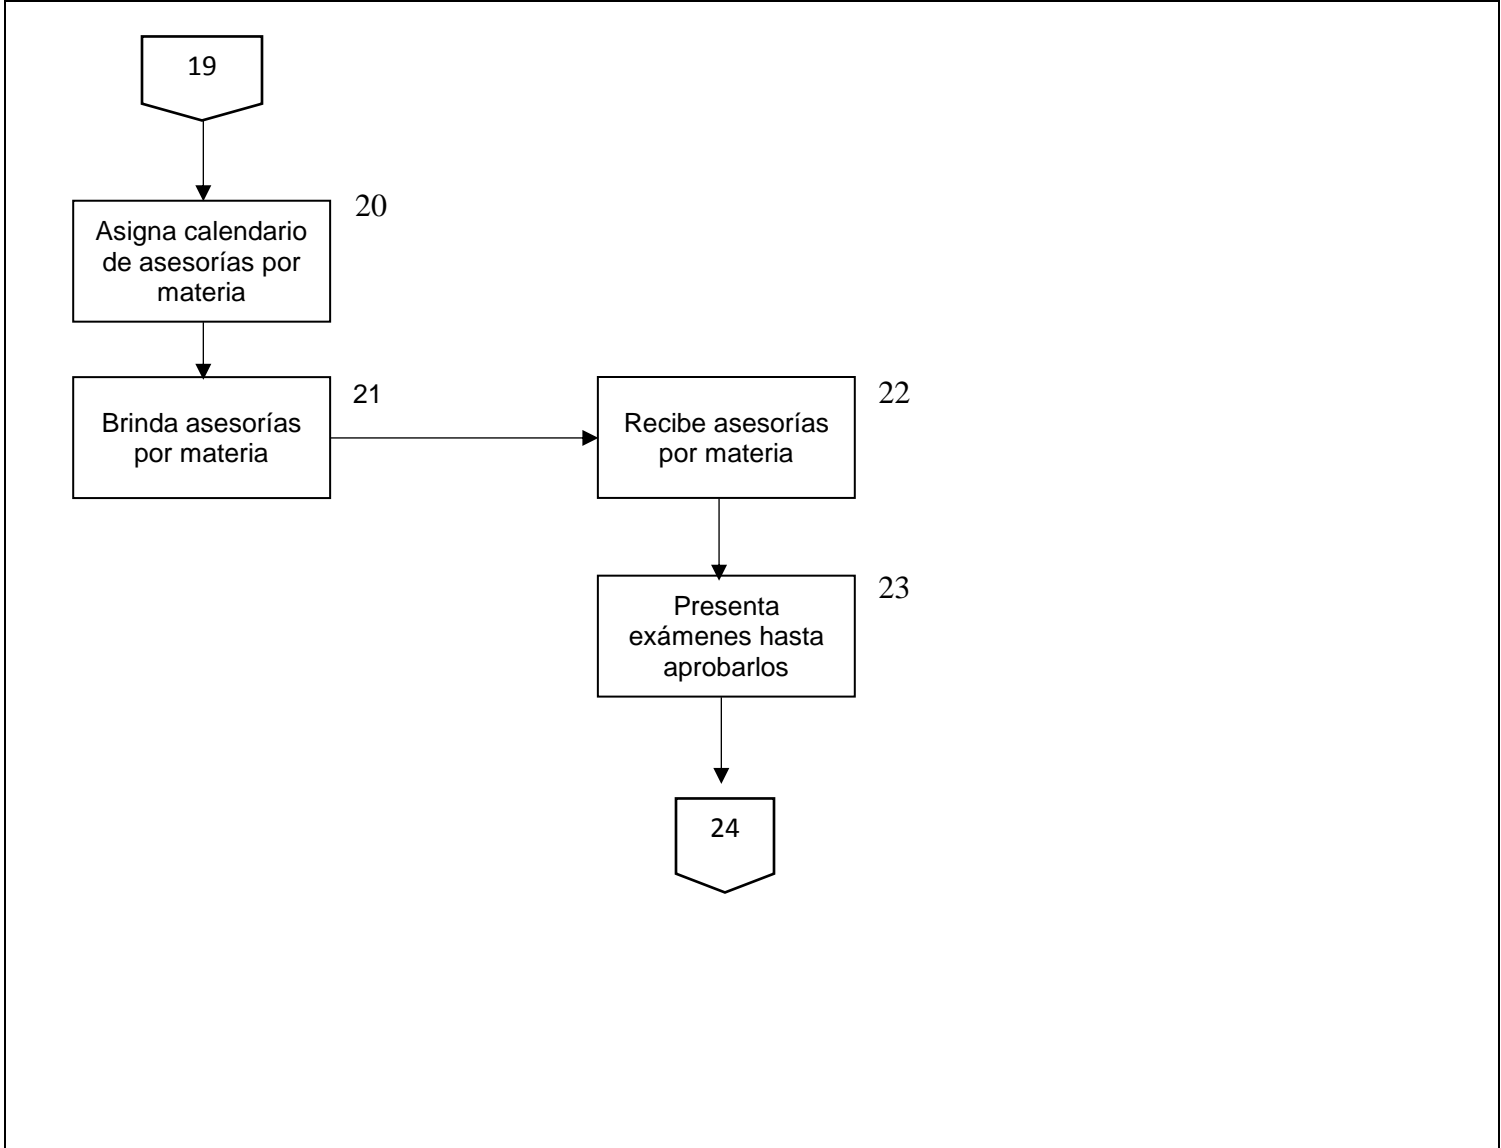 19
20
Asigna calendario
de asesorías por
materia
21
Brinda asesorías
por materia
22
Recibe asesorías
por materia
23
Presenta
exámenes hasta
aprobarlos
24